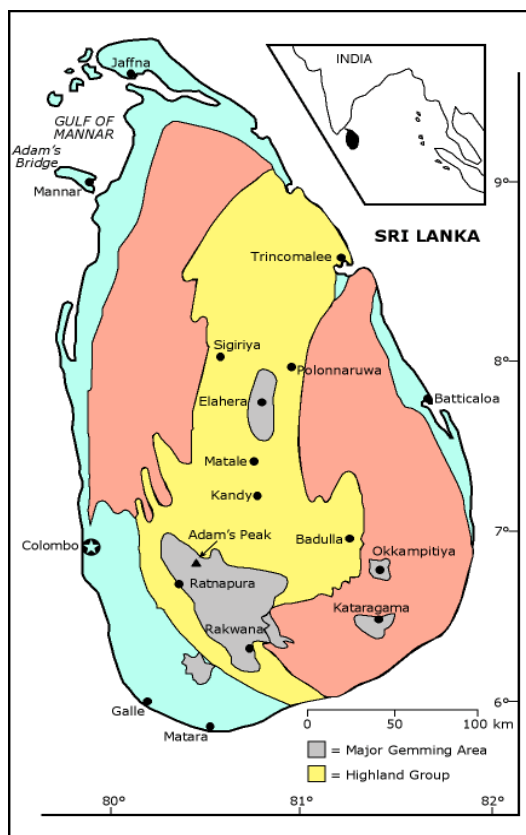 Jaffna
INDIA
GULF OF
MANNAR
Adam's
Bridge
Mannar
9°
SRI LANKA
Trincomalee
Sigiriya
8°
Polonnaruwa
Elahera
Batticaloa
Matale
Kandy
7°
Adam's Peak
Badulla
Colombo
Okkampitiya
Ratnapura
Kataragama
Rakwana
6°
Galle
Matara
0 50 100 km
= Major Gemming Area
= Highland Group
80° 81° 82°